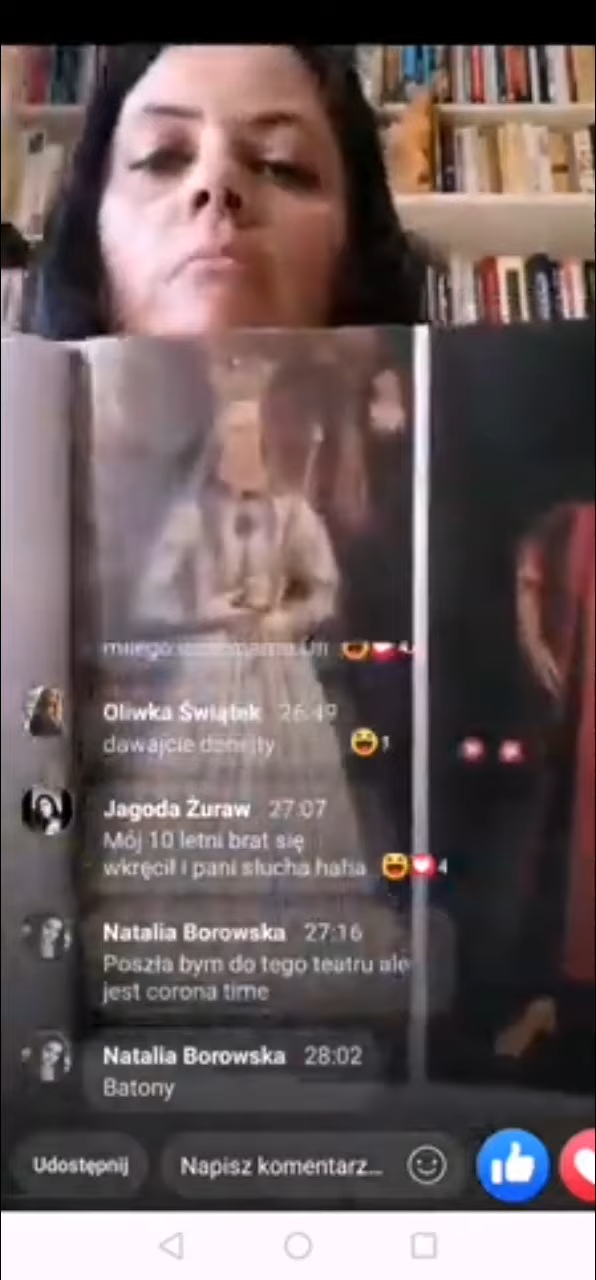 Oliwka Świątek 26:49
dawajcie
Jagoda Żuraw 27:07
Mój 10 letni brat się
wkręcił i pani słucha haha 4
Natalia Borowska 27:16
Poszła bym do tego teatru ale
jest corona time
Natalia Borowska 28:02
Batony
Udostępnij Napisz komentarz...